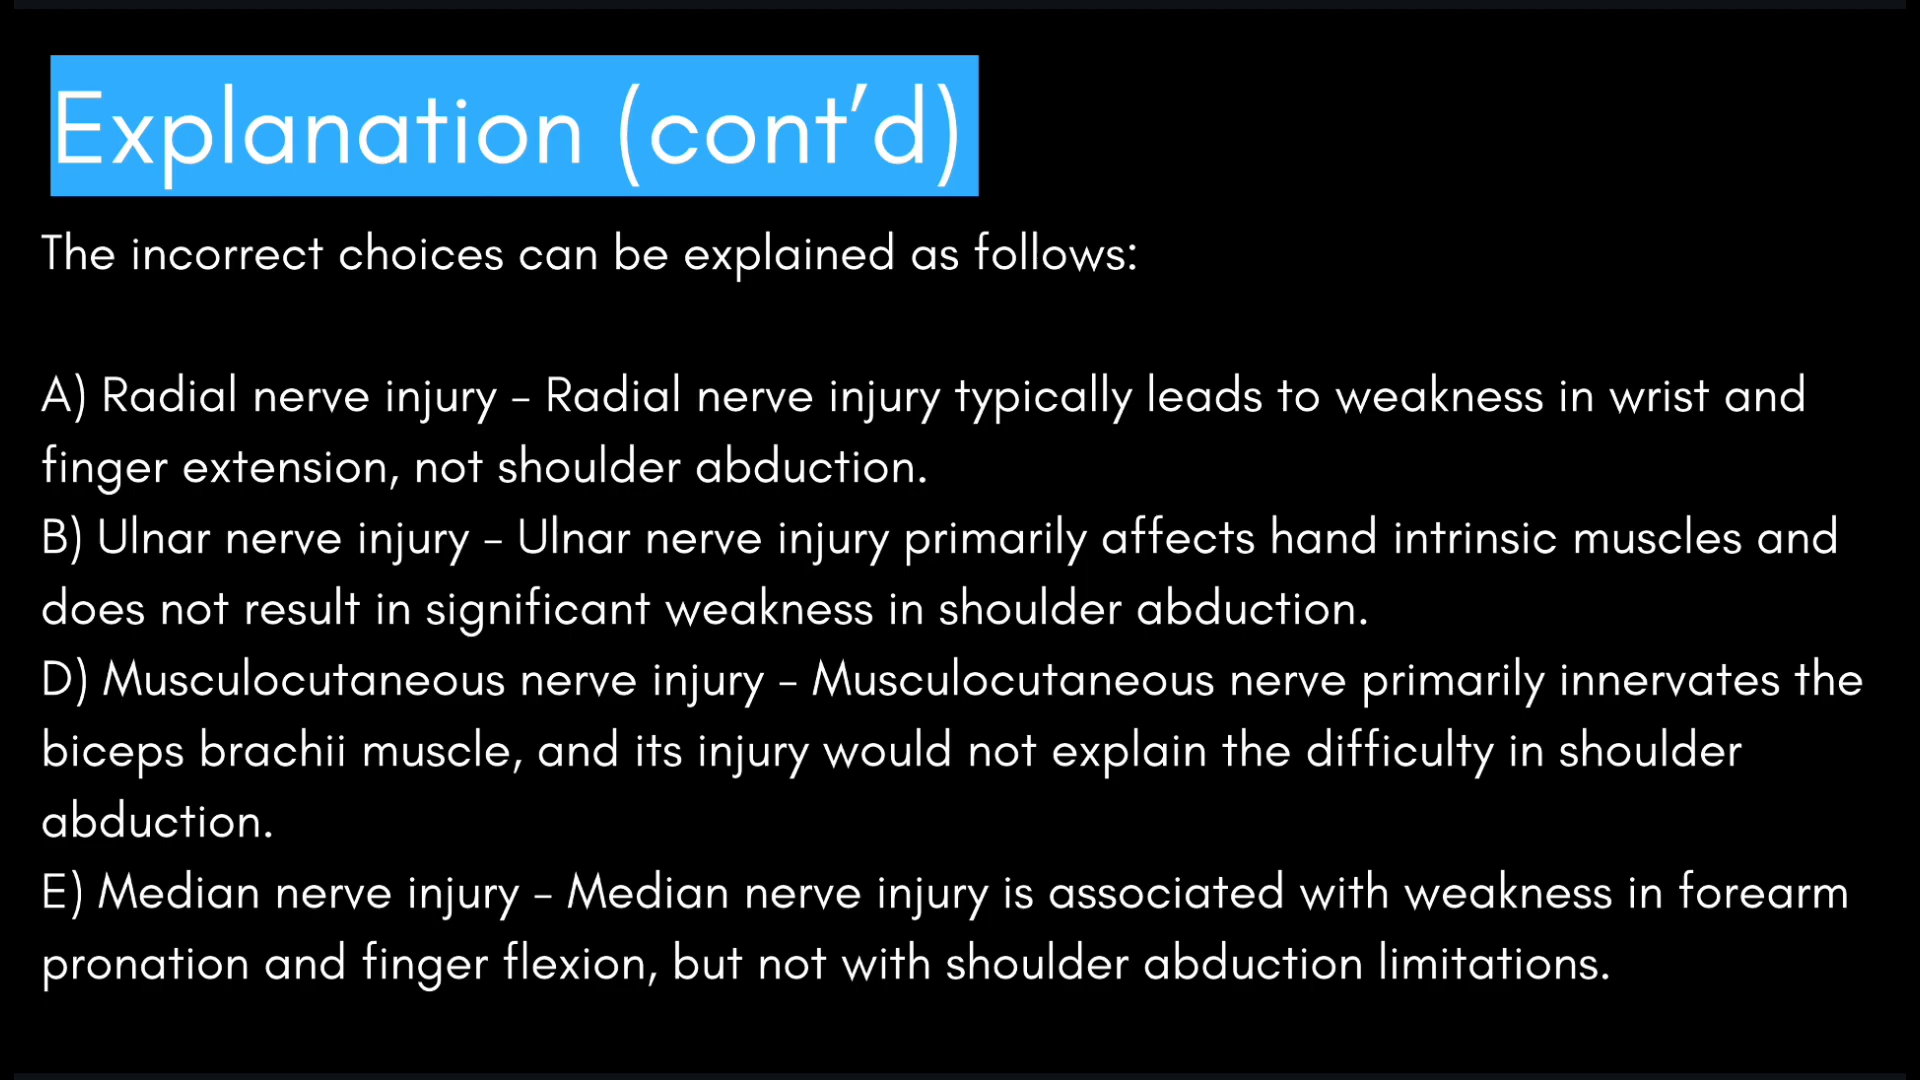 Explanation (cont’d)
The incorrect choices can be explained as follows:
A) Radial nerve injury – Radial nerve injury typically leads to weakness in wrist and
finger extension, not shoulder abduction.
B) Ulnar nerve injury – Ulnar nerve injury primarily affects hand intrinsic muscles and
does not result in significant weakness in shoulder abduction.
D) Musculocutaneous nerve injury – Musculocutaneous nerve primarily innervates the
biceps brachii muscle, and its injury would not explain the difficulty in shoulder
abduction.
E) Median nerve injury – Median nerve injury is associated with weakness in forearm
pronation and finger flexion, but not with shoulder abduction limitations.